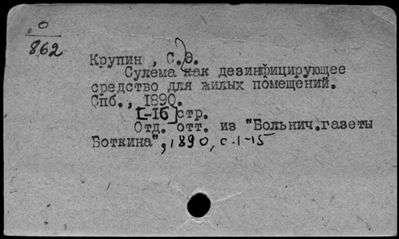 0
862
Крупин, С.Э.
Сулема как дезинфицирующее
средство для жилых помещений.
Спб., 1890.
[-16] стр.
Отд. отт. из "Больнич.газеты
Боткина", 1890, с.1-15